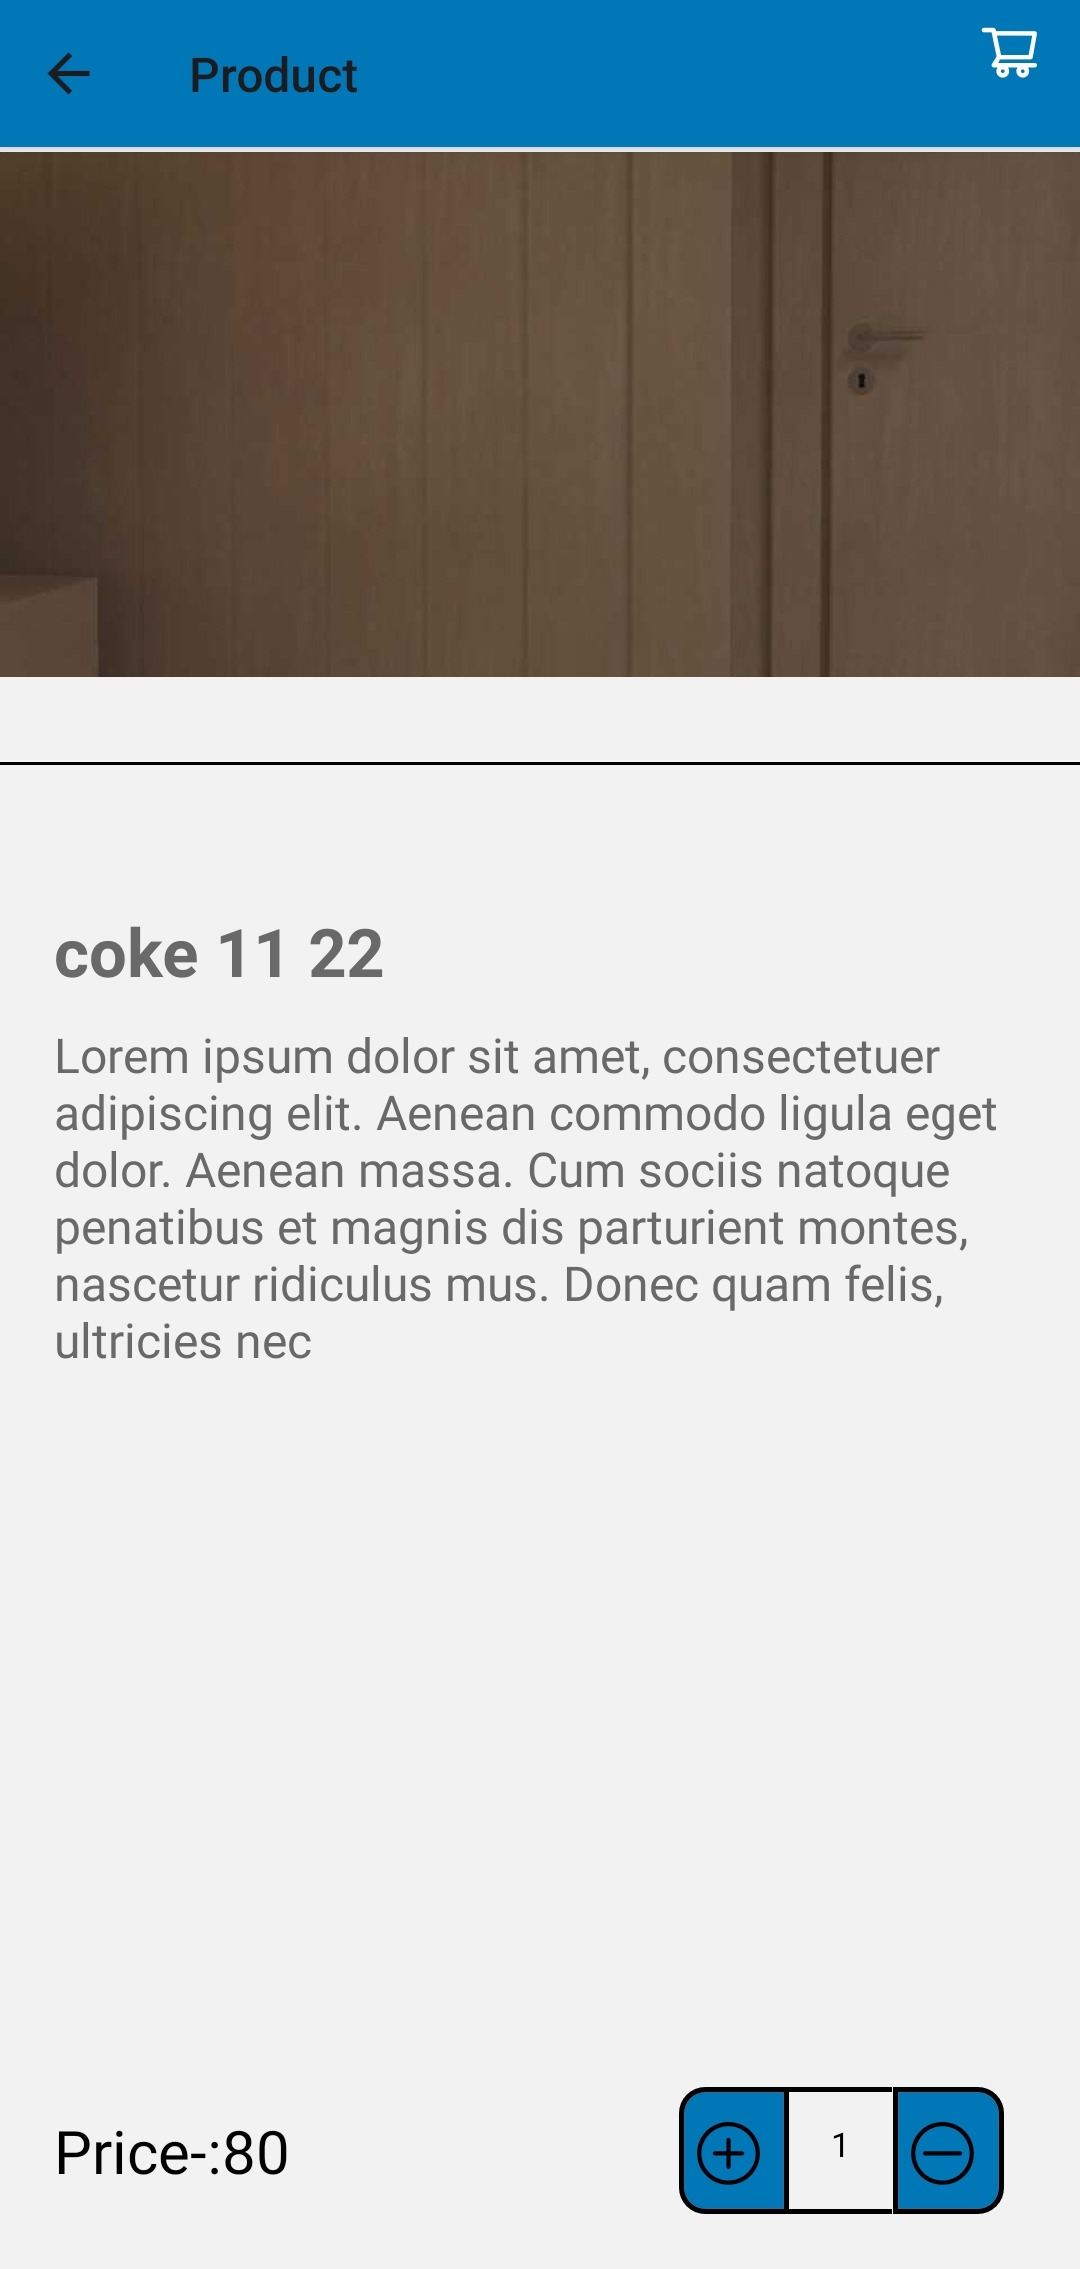 Product
coke 11 22
Lorem ipsum dolor sit amet, consectetuer
adipiscing elit. Aenean commodo ligula eget
dolor. Aenean massa. Cum sociis natoque
penatibus et magnis dis parturient montes,
nascetur ridiculus mus. Donec quam felis,
ultricies nec
Price-:80
1